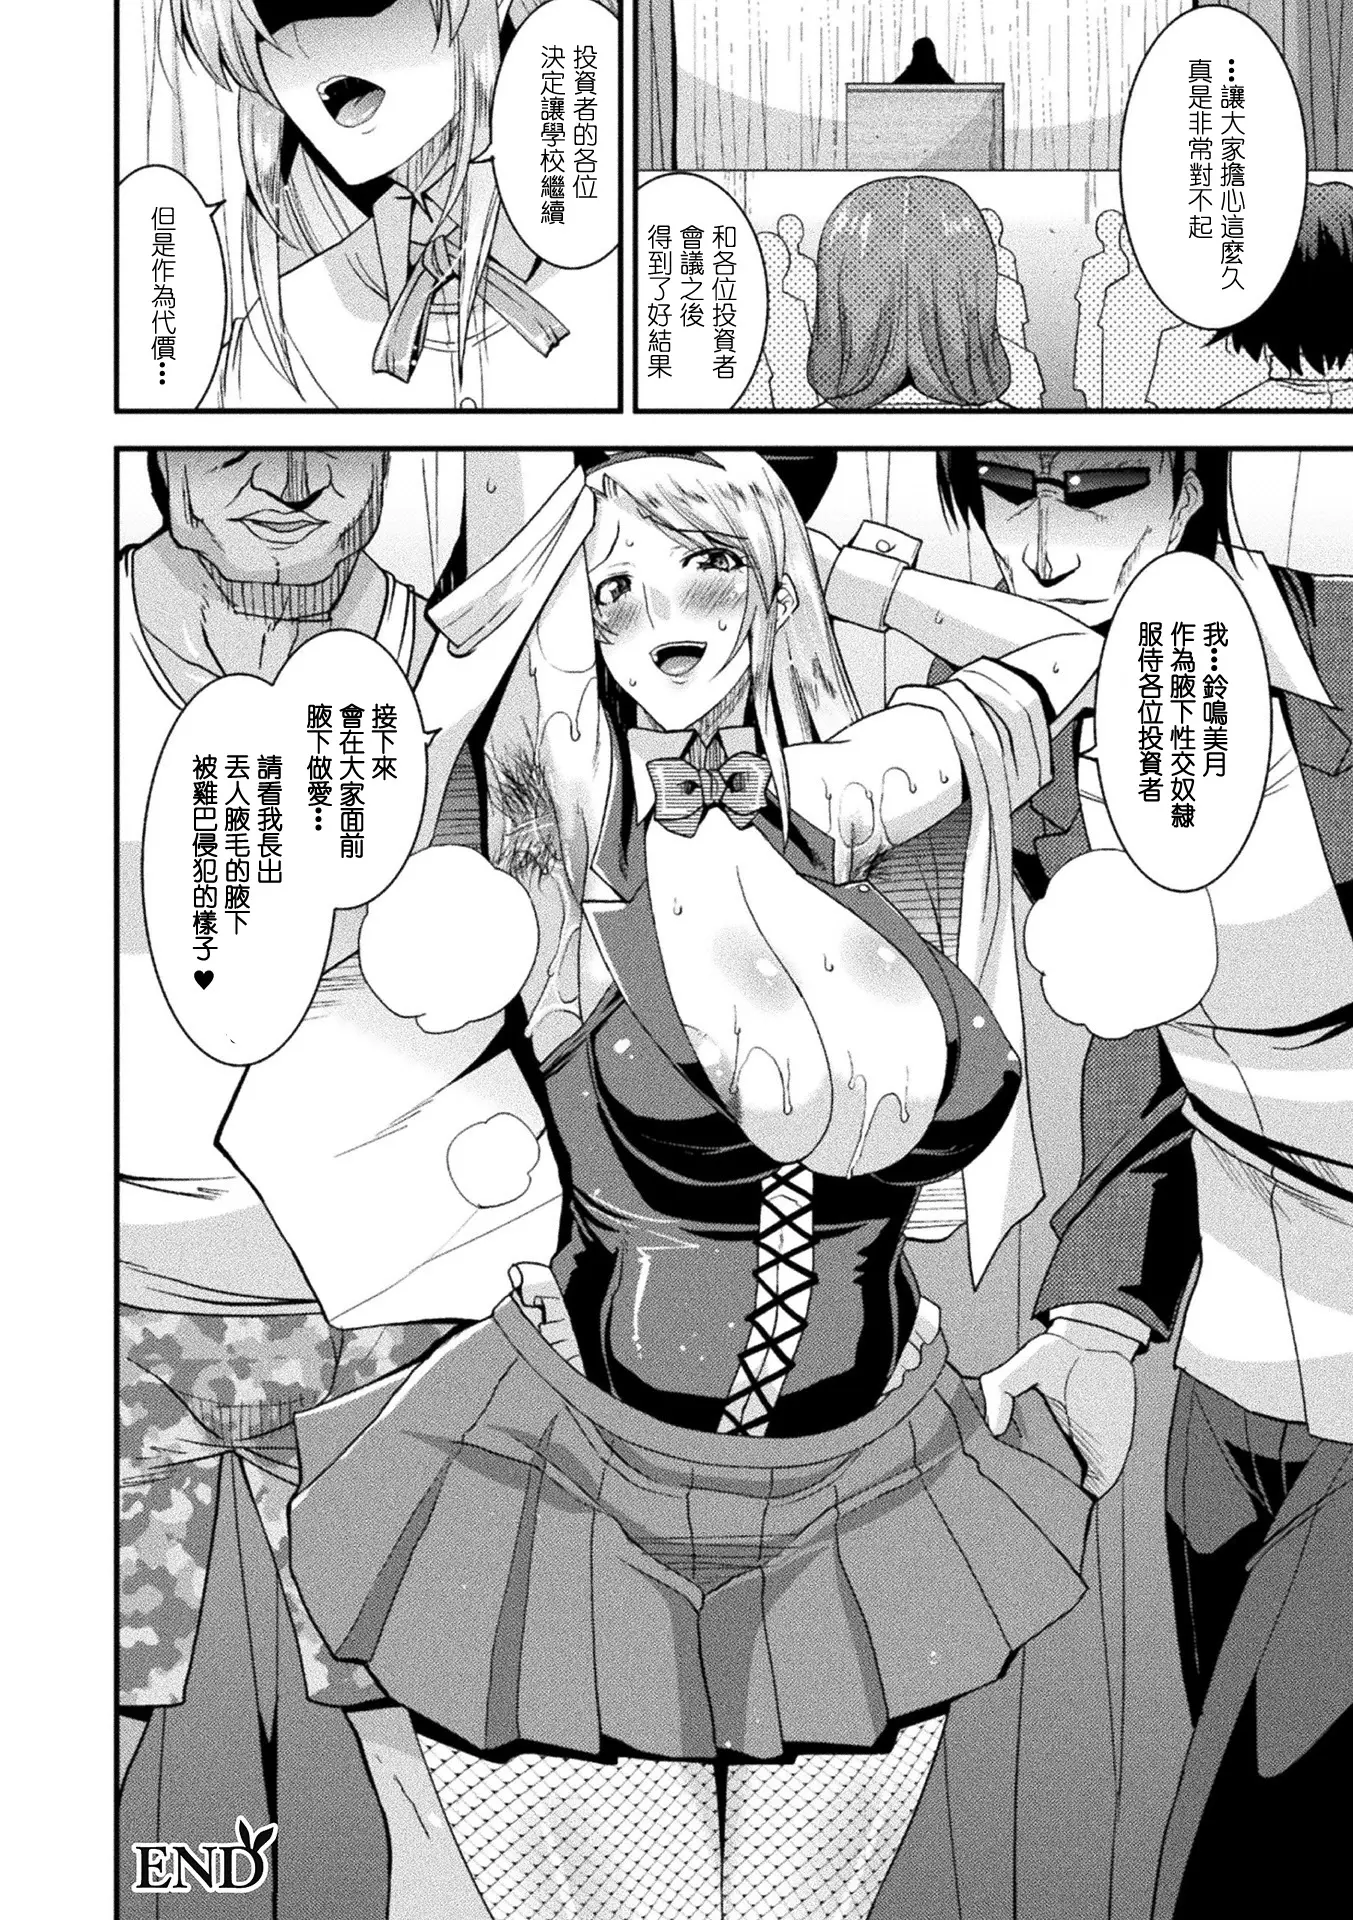 …讓大家擔心這麼久
真是非常對不起
和各位投資者
會議之後
得到了好結果
投資者的各位
決定讓學校繼續
但是作為代價…
我…鈴鳴美月
作為腋下性交奴隸
服侍各位投資者
接下來
會在大家面前
腋下做愛…
請看我長出
丟人腋毛的腋下
被雞巴侵犯的樣子♥
END